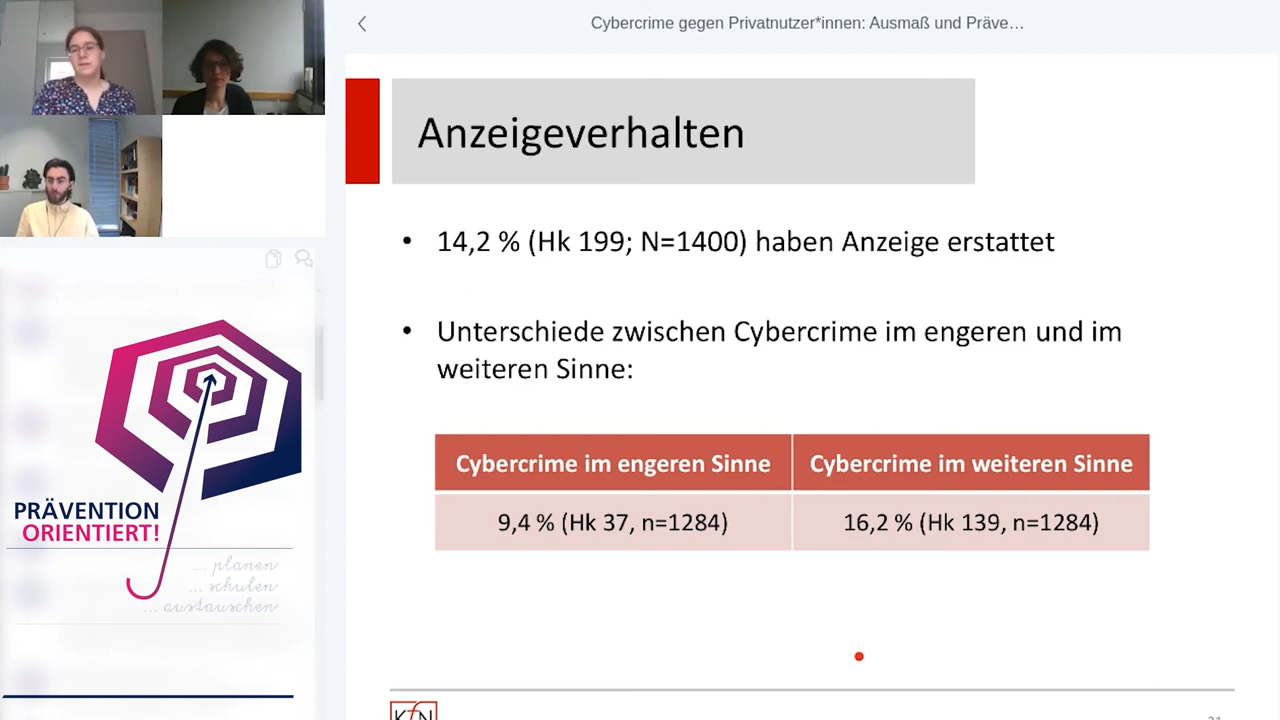 Cybercrime gegen Privatnutzer*innen: Ausmaß und Präve…
Anzeigeverhalten
• 14,2 % (Hk 199; N=1400) haben Anzeige erstattet
• Unterschiede zwischen Cybercrime im engeren und im
weiteren Sinne:
Cybercrime im engeren Sinne Cybercrime im weiteren Sinne
9,4 % (Hk 37, n=1284) 16,2 % (Hk 139, n=1284)
KfN
PRÄVENTION
ORIENTIERT!
... planen
... schulen
... austauschen